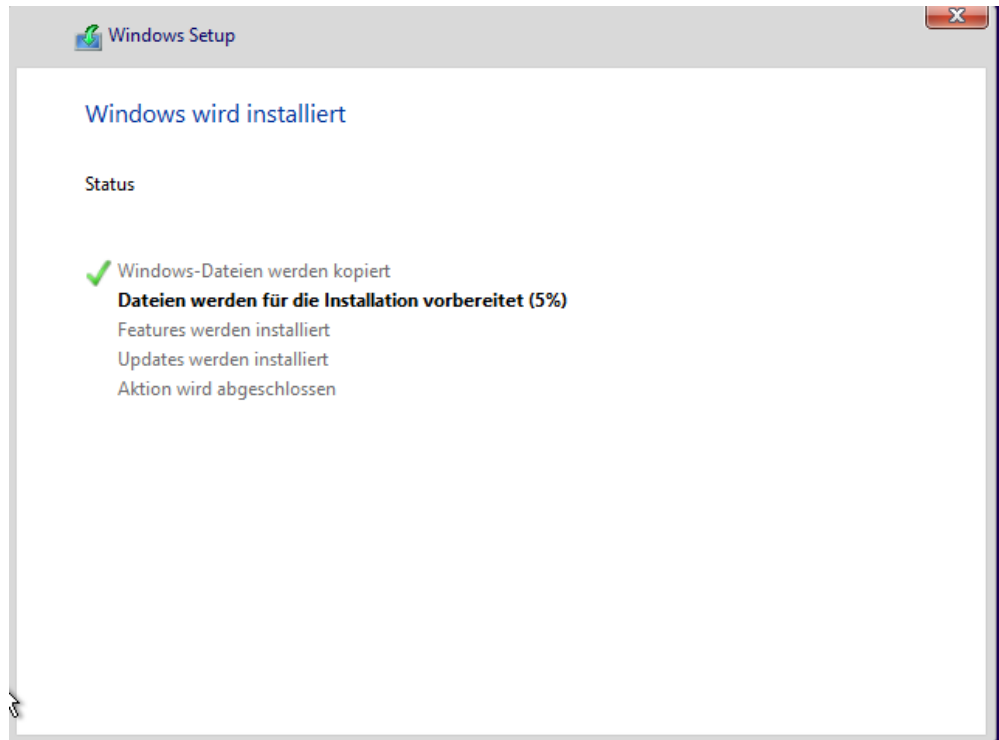 Windows Setup
Windows wird installiert
Status
Windows-Dateien werden kopiert
Dateien werden für die Installation vorbereitet (5%)
Features werden installiert
Updates werden installiert
Aktion wird abgeschlossen